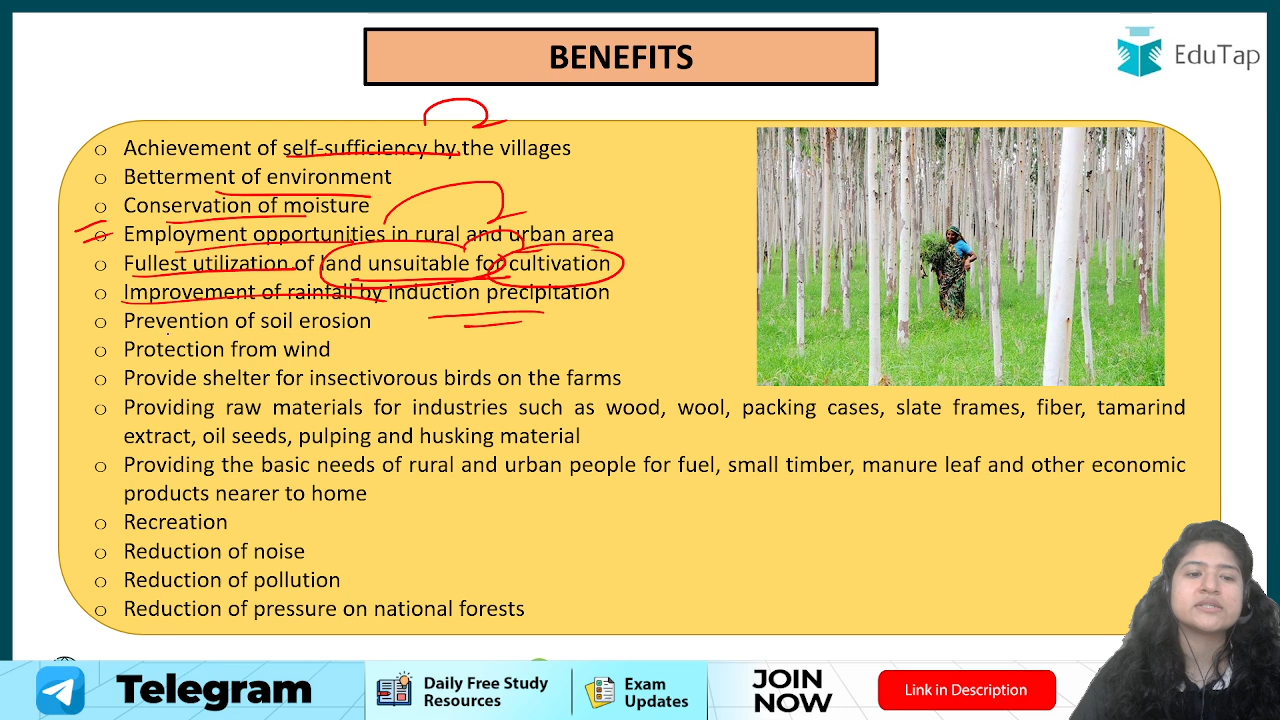 BENEFITS
EduTap
o Achievement of self-sufficiency by the villages
o Betterment of environment
o Conservation of moisture
o Employment opportunities in rural and urban area
o Fullest utilization of land unsuitable for cultivation
o Improvement of rainfall by induction precipitation
o Prevention of soil erosion
o Protection from wind
o Provide shelter for insectivorous birds on the farms
o Providing raw materials for industries such as wood, wool, packing cases, slate frames, fiber, tamarind
extract, oil seeds, pulping and husking material
o Providing the basic needs of rural and urban people for fuel, small timber, manure leaf and other economic
products nearer to home
o Recreation
o Reduction of noise
o Reduction of pollution
o Reduction of pressure on national forests
Telegram
Daily Free Study
Resources
Exam
Updates
JOIN
NOW
Link in Description